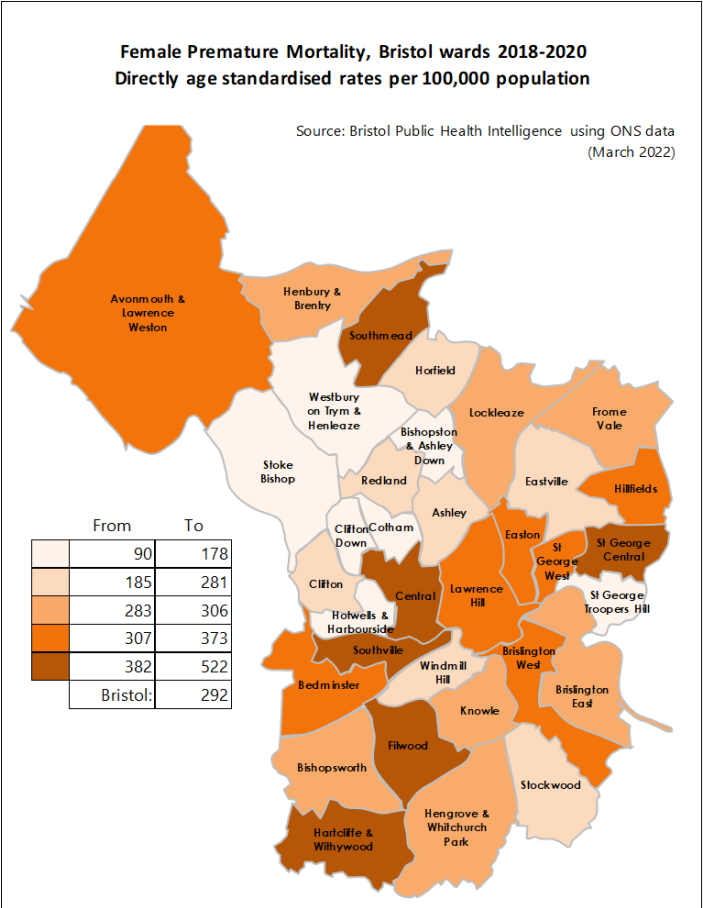 Female Premature Mortality, Bristol wards 2018-2020
Directly age standardised rates per 100,000 population
Source: Bristol Public Health Intelligence using ONS data
(March 2022)
Avonmouth &
Lawrence
Weston
Henbury &
Brentry
Southmead
Horfield
Westbury
on Trym &
Henleaze
Lockleaze
Frome
Vale
Bishopston
& Ashley
Down
Stoke
Bishop
Redland
Eastville
Hillfields
Ashley
Clifton
Down
Cotham
Easton
St
George
West
St George
Central
Clifton
Central
Lawrence
Hill
St George
Troopers Hill
Hotwells &
Harbourside
Southville
Windmill
Hill
Brislington
West
Bedminster
Brislington
East
Knowle
Filwood
Bishopsworth
Stockwood
Hengrove &
Whitchurch
Park
Hartcliffe &
Withywood
From To
90 178
185 281
283 306
307 373
382 522
Bristol: 292